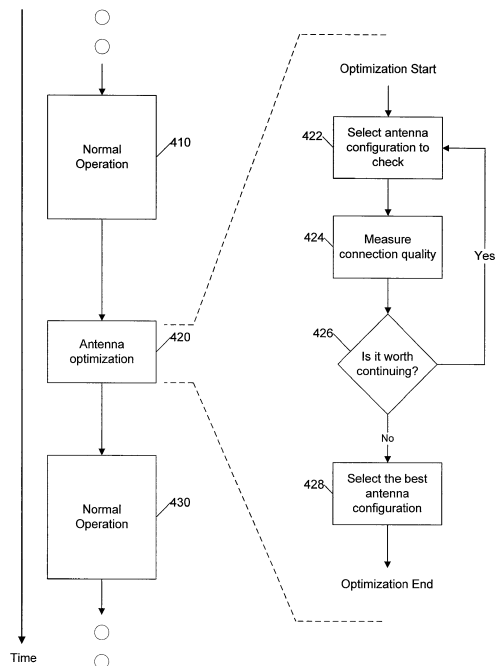 Normal
Operation
410
Antenna
optimization
420
Normal
Operation
430
Time
Optimization Start
422
Select antenna
configuration to
check
424
Measure
connection quality
Yes
426
Is it worth
continuing?
No
428
Select the best
antenna
configuration
Optimization End